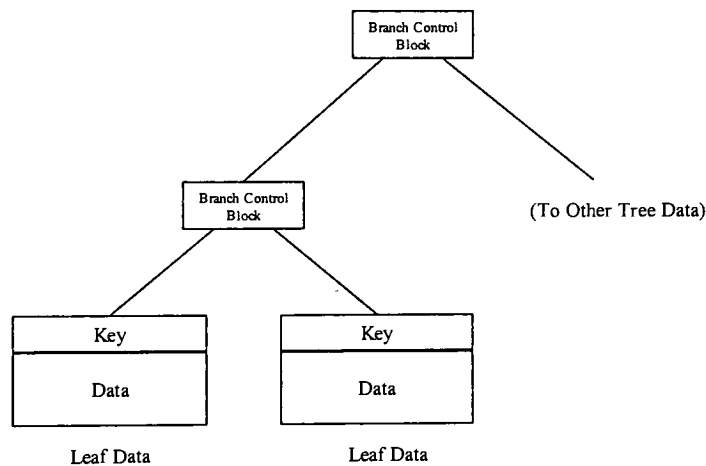 Branch Control
Block
Branch Control
Block
(To Other Tree Data)
Key
Key
Data
Data
Leaf Data
Leaf Data